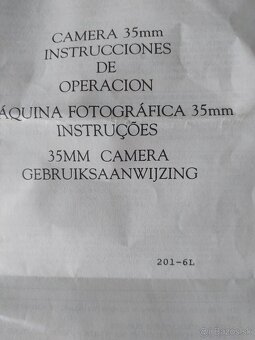 CAMERA 35mm
INSTRUCCIONES
DE
OPERACION
ÁQUINA FOTOGRÁFICA 35mm
INSTRUÇÕES
35MM CAMERA
GEBRUIKSAANWIJZING
201-6L